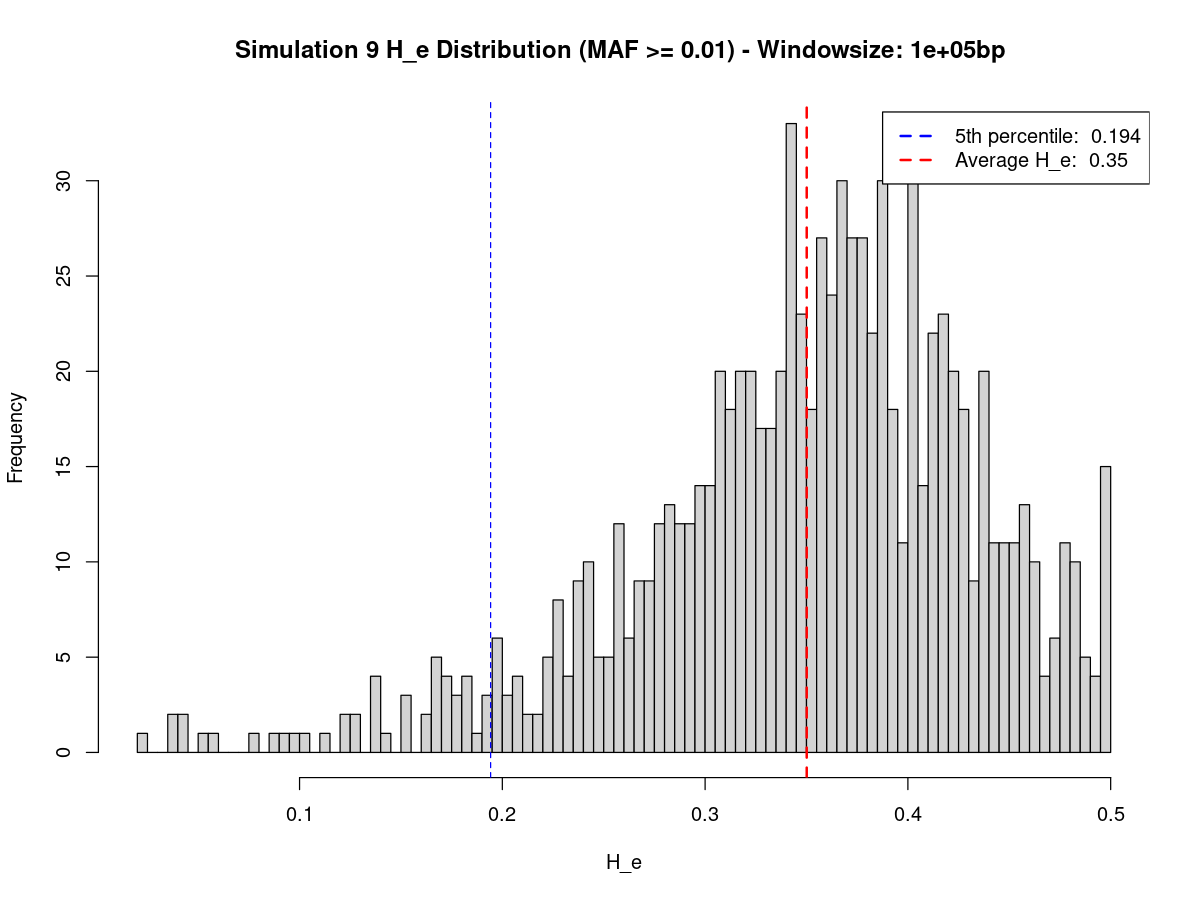 Simulation 9 H_e Distribution (MAF >= 0.01) - Windowsize: 1e+05bp
5th percentile:  0.194
Average H_e:  0.35
Frequency
30
25
20
15
10
5
0
0.1 0.2 0.3 0.4 0.5
H_e